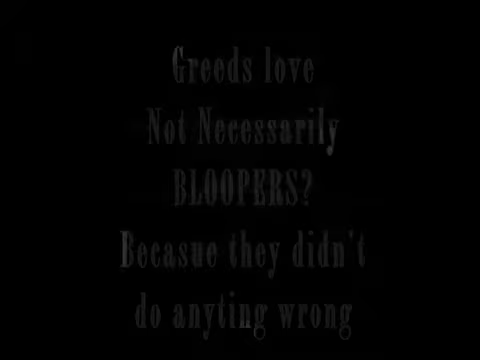 Greeds love
Not Necessarily
BLOOPERS?
Becasue they didn't
do anyting wrong